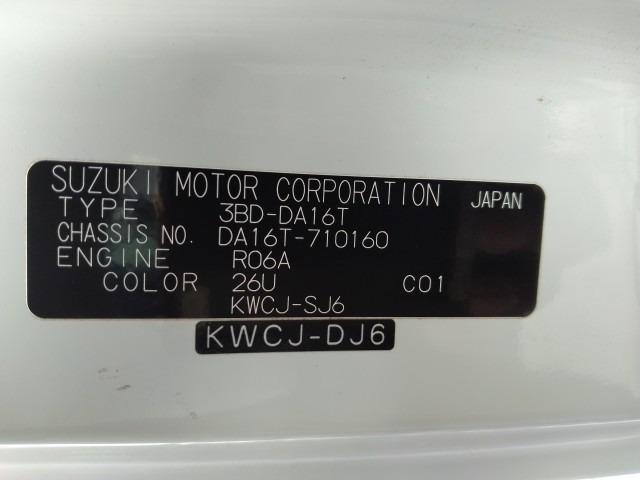 SUZUKI MOTOR CORPORATION JAPAN
TYPE 3BD-DA16T
CHASSIS NO. DA16T-710160
ENGINE R06A
COLOR 26U C01
KWCJ-SJ6
KWCJ-DJ6